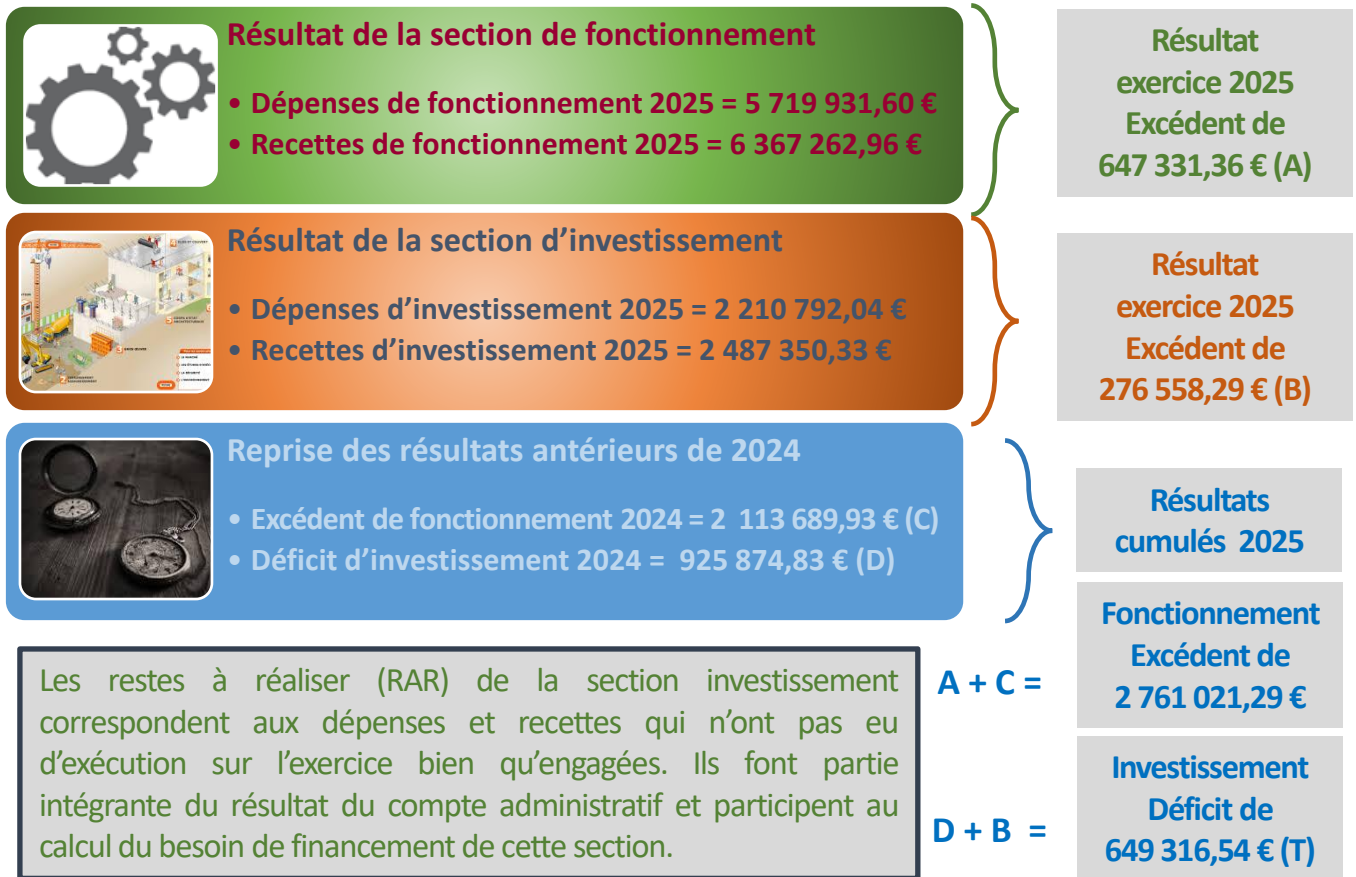 Résultat de la section de fonctionnement
• Dépenses de fonctionnement 2025 = 5 719 931,60 €
• Recettes de fonctionnement 2025 = 6 367 262,96 €
Résultat
exercice 2025
Excédent de
647 331,36 € (A)
Résultat de la section d’investissement
• Dépenses d’investissement 2025 = 2 210 792,04 €
• Recettes d’investissement 2025 = 2 487 350,33 €
Résultat
exercice 2025
Excédent de
276 558,29 € (B)
Reprise des résultats antérieurs de 2024
• Excédent de fonctionnement 2024 = 2  113 689,93 € (C)
• Déficit d’investissement 2024 =  925 874,83 € (D)
Résultats
cumulés  2025
Les restes à réaliser (RAR) de la section investissement
correspondent aux dépenses et recettes qui n’ont pas eu
d’exécution sur l’exercice bien qu’engagées. Ils font partie
intégrante du résultat du compte administratif et participent au
calcul du besoin de financement de cette section.
A + C =
Fonctionnement
Excédent de
2 761 021,29 €
D + B  =
Investissement
Déficit de
649 316,54 € (T)